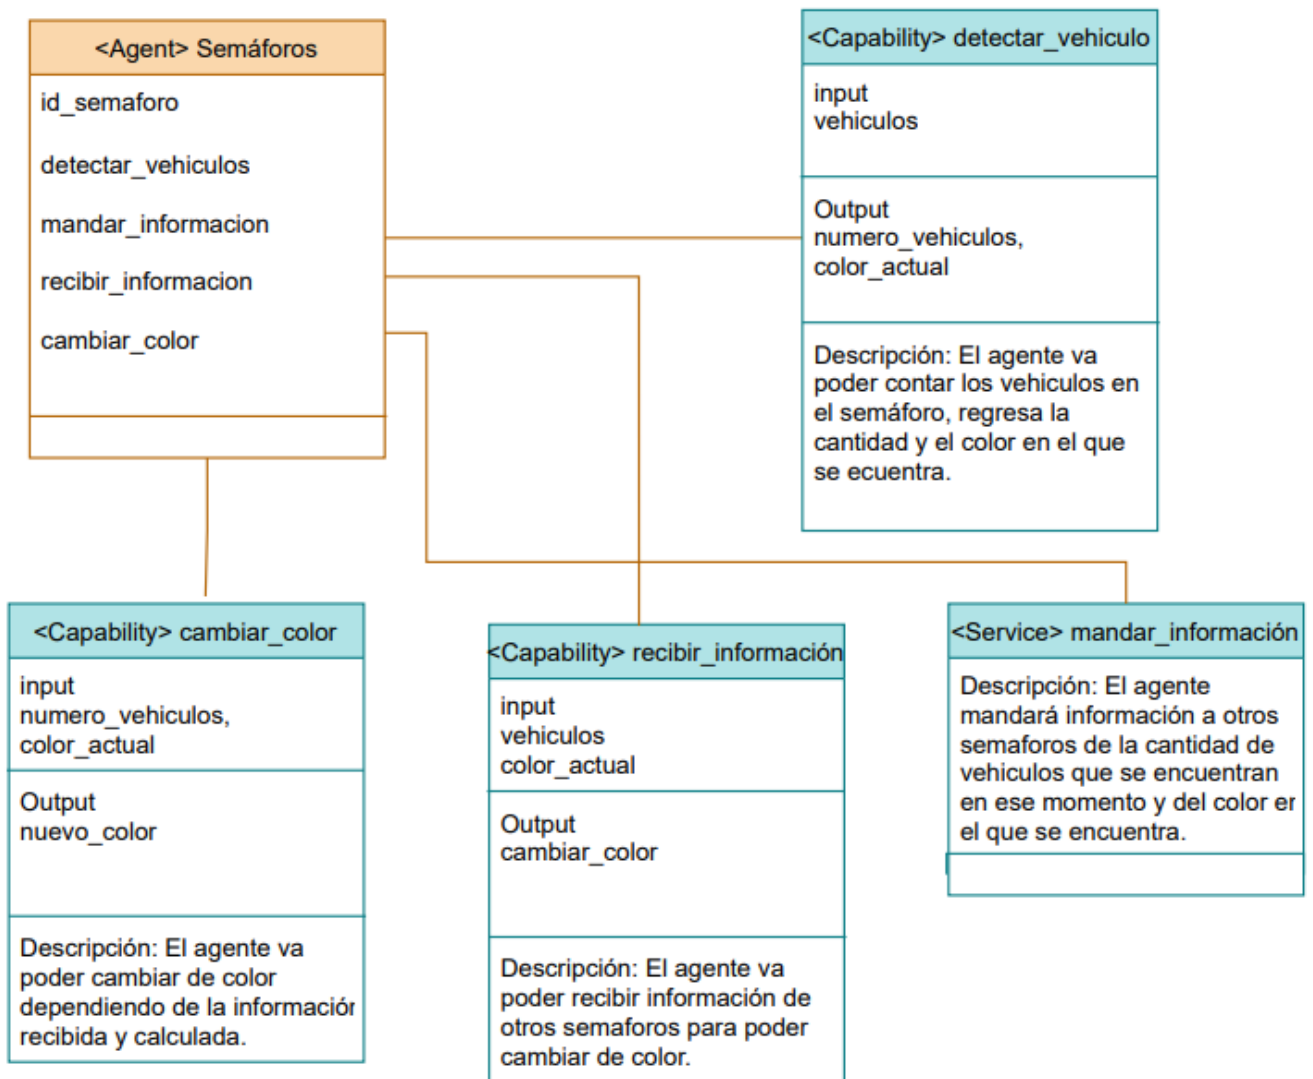 <Agent> Semáforos
id_semaforo
detectar_vehiculos
mandar_informacion
recibir_informacion
cambiar_color
<Capability> detectar_vehiculo
input
vehiculos
Output
numero_vehiculos,
color_actual
Descripción: El agente va
poder contar los vehiculos en
el semáforo, regresa la
cantidad y el color en el que
se ecuentra.
<Capability> cambiar_color
input
numero_vehiculos,
color_actual
Output
nuevo_color
Descripción: El agente va
poder cambiar de color
dependiendo de la información
recibida y calculada.
<Capability> recibir_información
input
vehiculos
color_actual
Output
cambiar_color
Descripción: El agente va
poder recibir información de
otros semaforos para poder
cambiar de color.
<Service> mandar_información
Descripción: El agente
mandará información a otros
semaforos de la cantidad de
vehiculos que se encuentran
en ese momento y del color en
el que se encuentra.